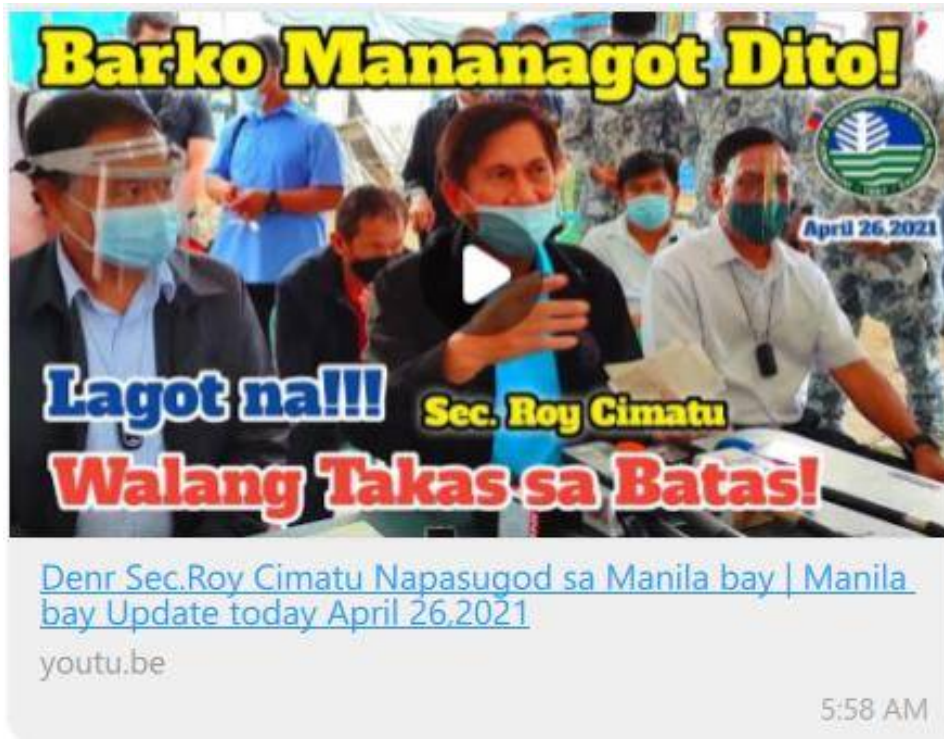 Barko Mananagot Dito!
April 26,2021
Lagot na!!!
Sec. Roy Cimatu
Walang Takas sa Batas!
Denr Sec.Roy Cimatu Napasugod sa Manila bay | Manila
bay Update today April 26,2021
youtu.be
5:58 AM